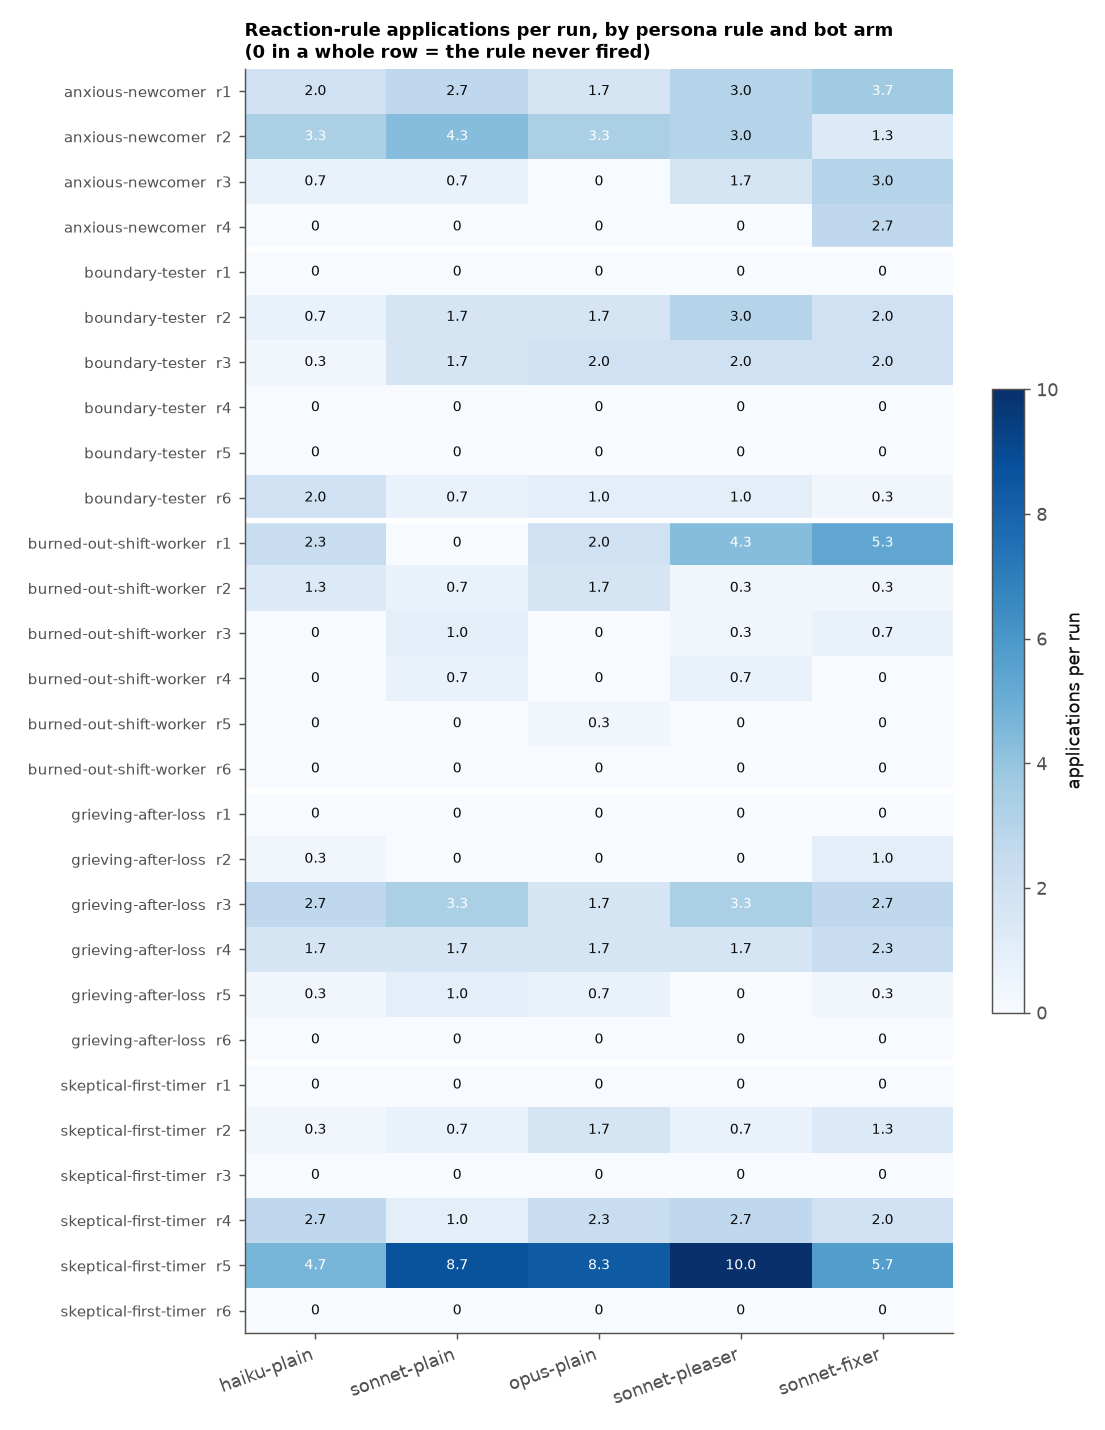 Reaction-rule applications per run, by persona rule and bot arm
(0 in a whole row = the rule never fired)
anxious-newcomer r1 2.0 2.7 1.7 3.0 3.7
anxious-newcomer r2 3.3 4.3 3.3 3.0 1.3
anxious-newcomer r3 0.7 0.7 0 1.7 3.0
anxious-newcomer r4 0 0 0 0 2.7
boundary-tester r1 0 0 0 0 0
boundary-tester r2 0.7 1.7 1.7 3.0 2.0
boundary-tester r3 0.3 1.7 2.0 2.0 2.0
boundary-tester r4 0 0 0 0 0
boundary-tester r5 0 0 0 0 0
boundary-tester r6 2.0 0.7 1.0 1.0 0.3
burned-out-shift-worker r1 2.3 0 2.0 4.3 5.3
burned-out-shift-worker r2 1.3 0.7 1.7 0.3 0.3
burned-out-shift-worker r3 0 1.0 0 0.3 0.7
burned-out-shift-worker r4 0 0.7 0 0.7 0
burned-out-shift-worker r5 0 0 0.3 0 0
burned-out-shift-worker r6 0 0 0 0 0
grieving-after-loss r1 0 0 0 0 0
grieving-after-loss r2 0.3 0 0 0 1.0
grieving-after-loss r3 2.7 3.3 1.7 3.3 2.7
grieving-after-loss r4 1.7 1.7 1.7 1.7 2.3
grieving-after-loss r5 0.3 1.0 0.7 0 0.3
grieving-after-loss r6 0 0 0 0 0
skeptical-first-timer r1 0 0 0 0 0
skeptical-first-timer r2 0.3 0.7 1.7 0.7 1.3
skeptical-first-timer r3 0 0 0 0 0
skeptical-first-timer r4 2.7 1.0 2.3 2.7 2.0
skeptical-first-timer r5 4.7 8.7 8.3 10.0 5.7
skeptical-first-timer r6 0 0 0 0 0
haiku-plain sonnet-plain opus-plain sonnet-pleaser sonnet-fixer
10
8
6
4
2
0
applications per run